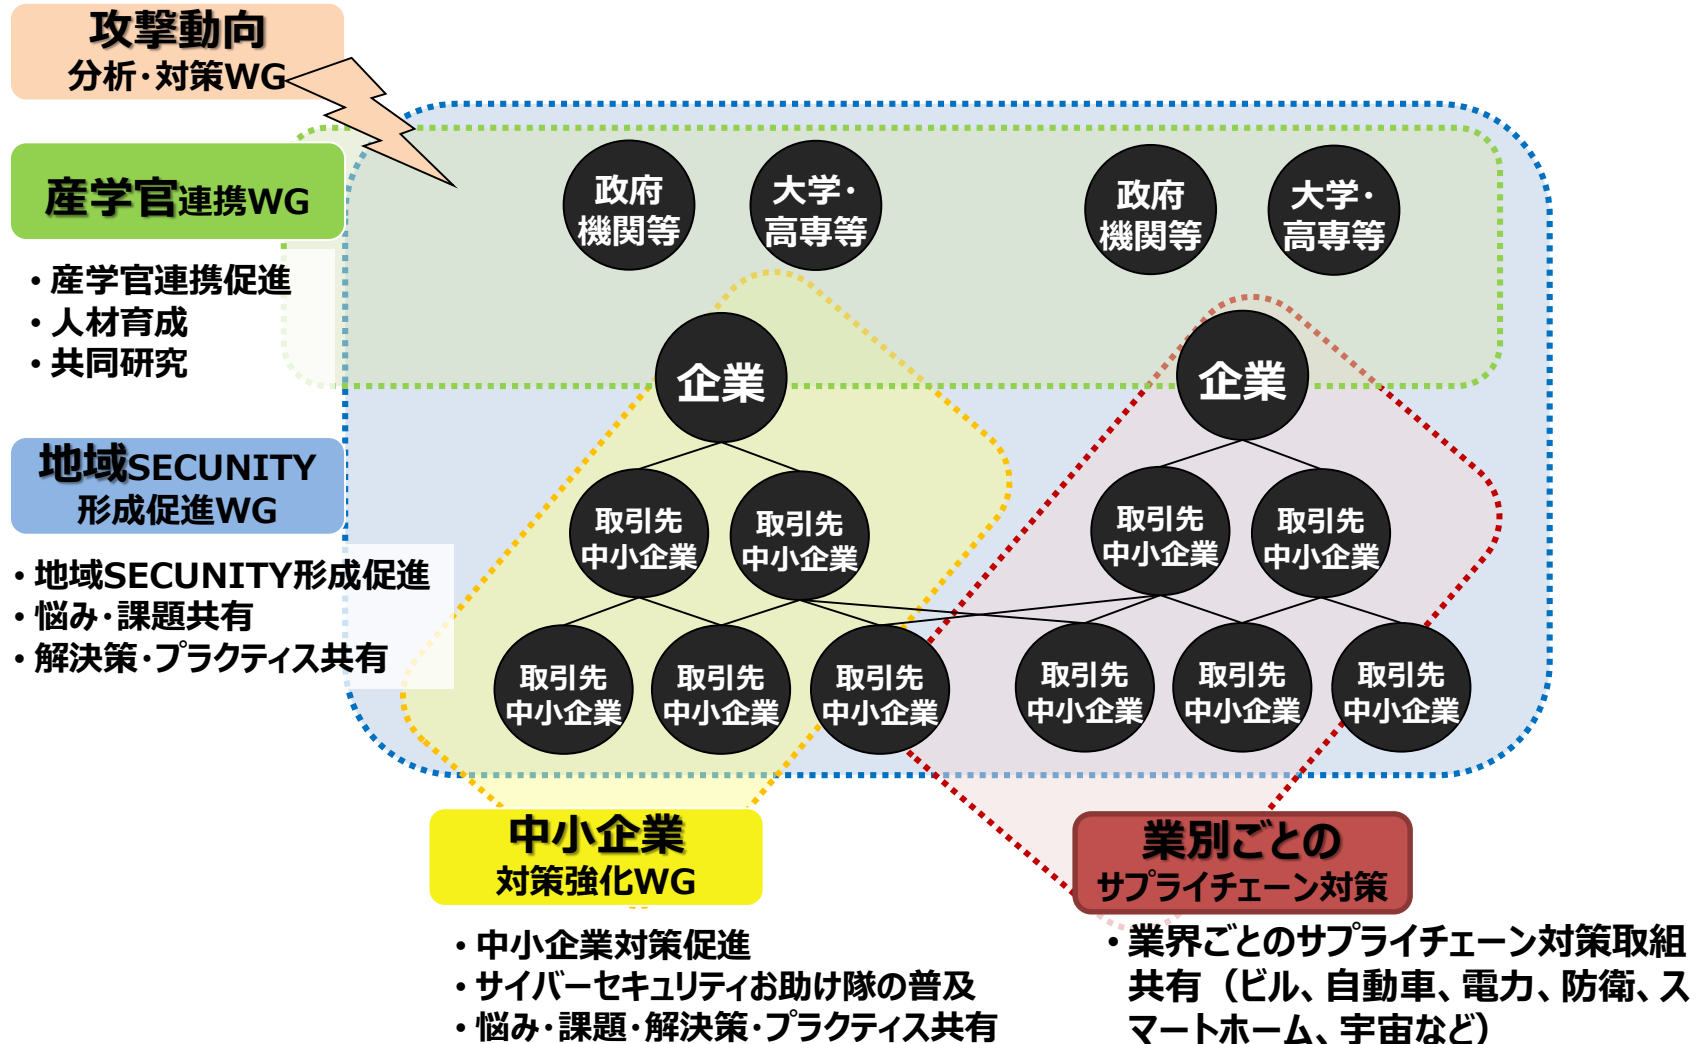 攻撃動向
分析・対策WG
産学官連携WG
・産学官連携促進
・人材育成
・共同研究
地域SECUNITY
形成促進WG
・地域SECUNITY形成促進
・悩み・課題共有
・解決策・プラクティス共有
政府
機関等
大学・
高専等
政府
機関等
大学・
高専等
企業
企業
取引先
中小企業
取引先
中小企業
取引先
中小企業
取引先
中小企業
取引先
中小企業
取引先
中小企業
取引先
中小企業
取引先
中小企業
取引先
中小企業
取引先
中小企業
中小企業
対策強化WG
・中小企業対策促進
・サイバーセキュリティお助け隊の普及
・悩み・課題・解決策・プラクティス共有
業別ごとの
サプライチェーン対策
・業界ごとのサプライチェーン対策取組
共有（ビル、自動車、電力、防衛、ス
マートホーム、宇宙など）